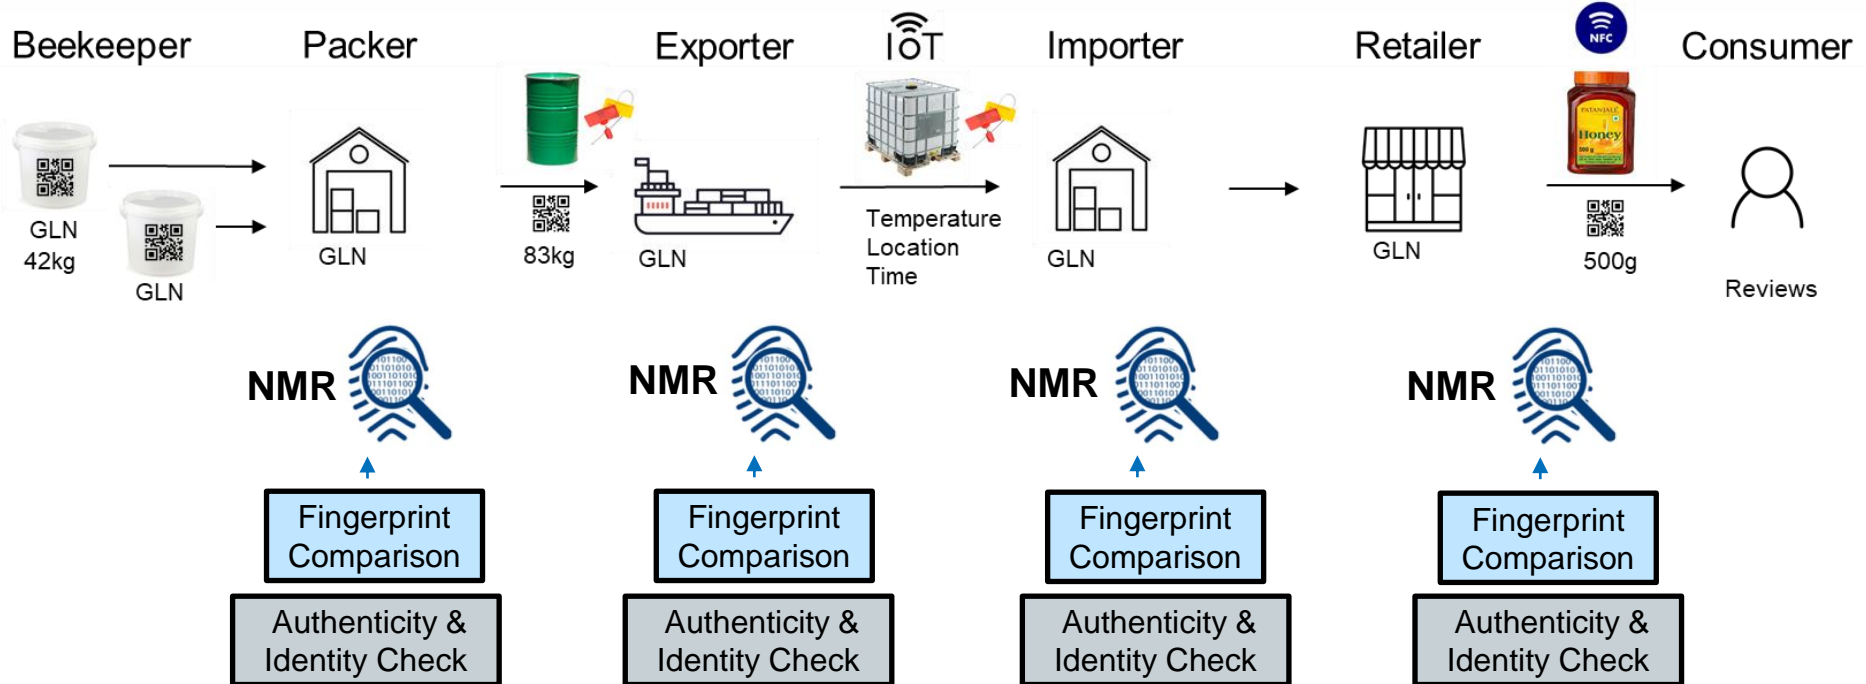 Beekeeper
Packer
Exporter
IoT
Importer
Retailer
NFC
Consumer
GLN
42kg
GLN
GLN
83kg
GLN
Temperature
Location
Time
GLN
GLN
PATANJALI
Honey
500 g
500g
Reviews
NMR
NMR
NMR
NMR
Fingerprint
Comparison
Fingerprint
Comparison
Fingerprint
Comparison
Fingerprint
Comparison
Authenticity &
Identity Check
Authenticity &
Identity Check
Authenticity &
Identity Check
Authenticity &
Identity Check